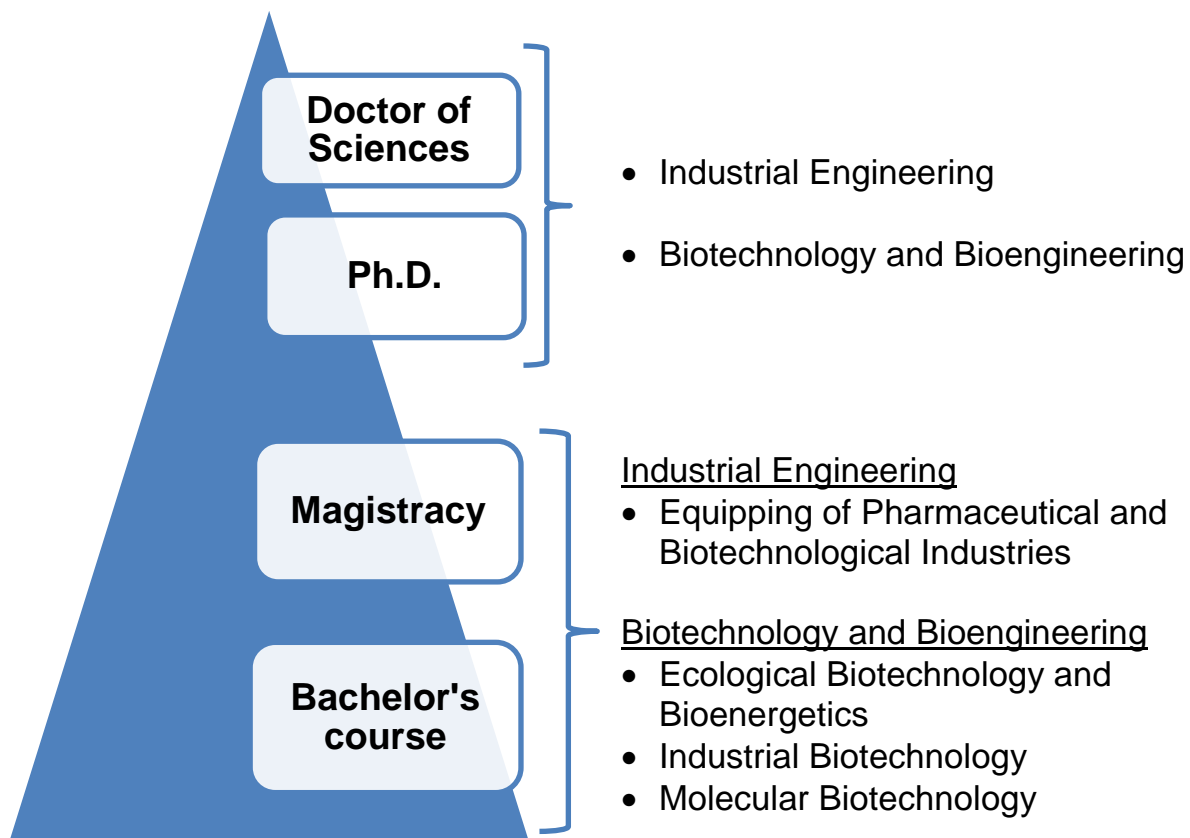 Doctor of
Sciences
Ph.D.
• Industrial Engineering
• Biotechnology and Bioengineering
Magistracy
Bachelor's
course
Industrial Engineering
• Equipping of Pharmaceutical and
Biotechnological Industries
Biotechnology and Bioengineering
• Ecological Biotechnology and
Bioenergetics
• Industrial Biotechnology
• Molecular Biotechnology